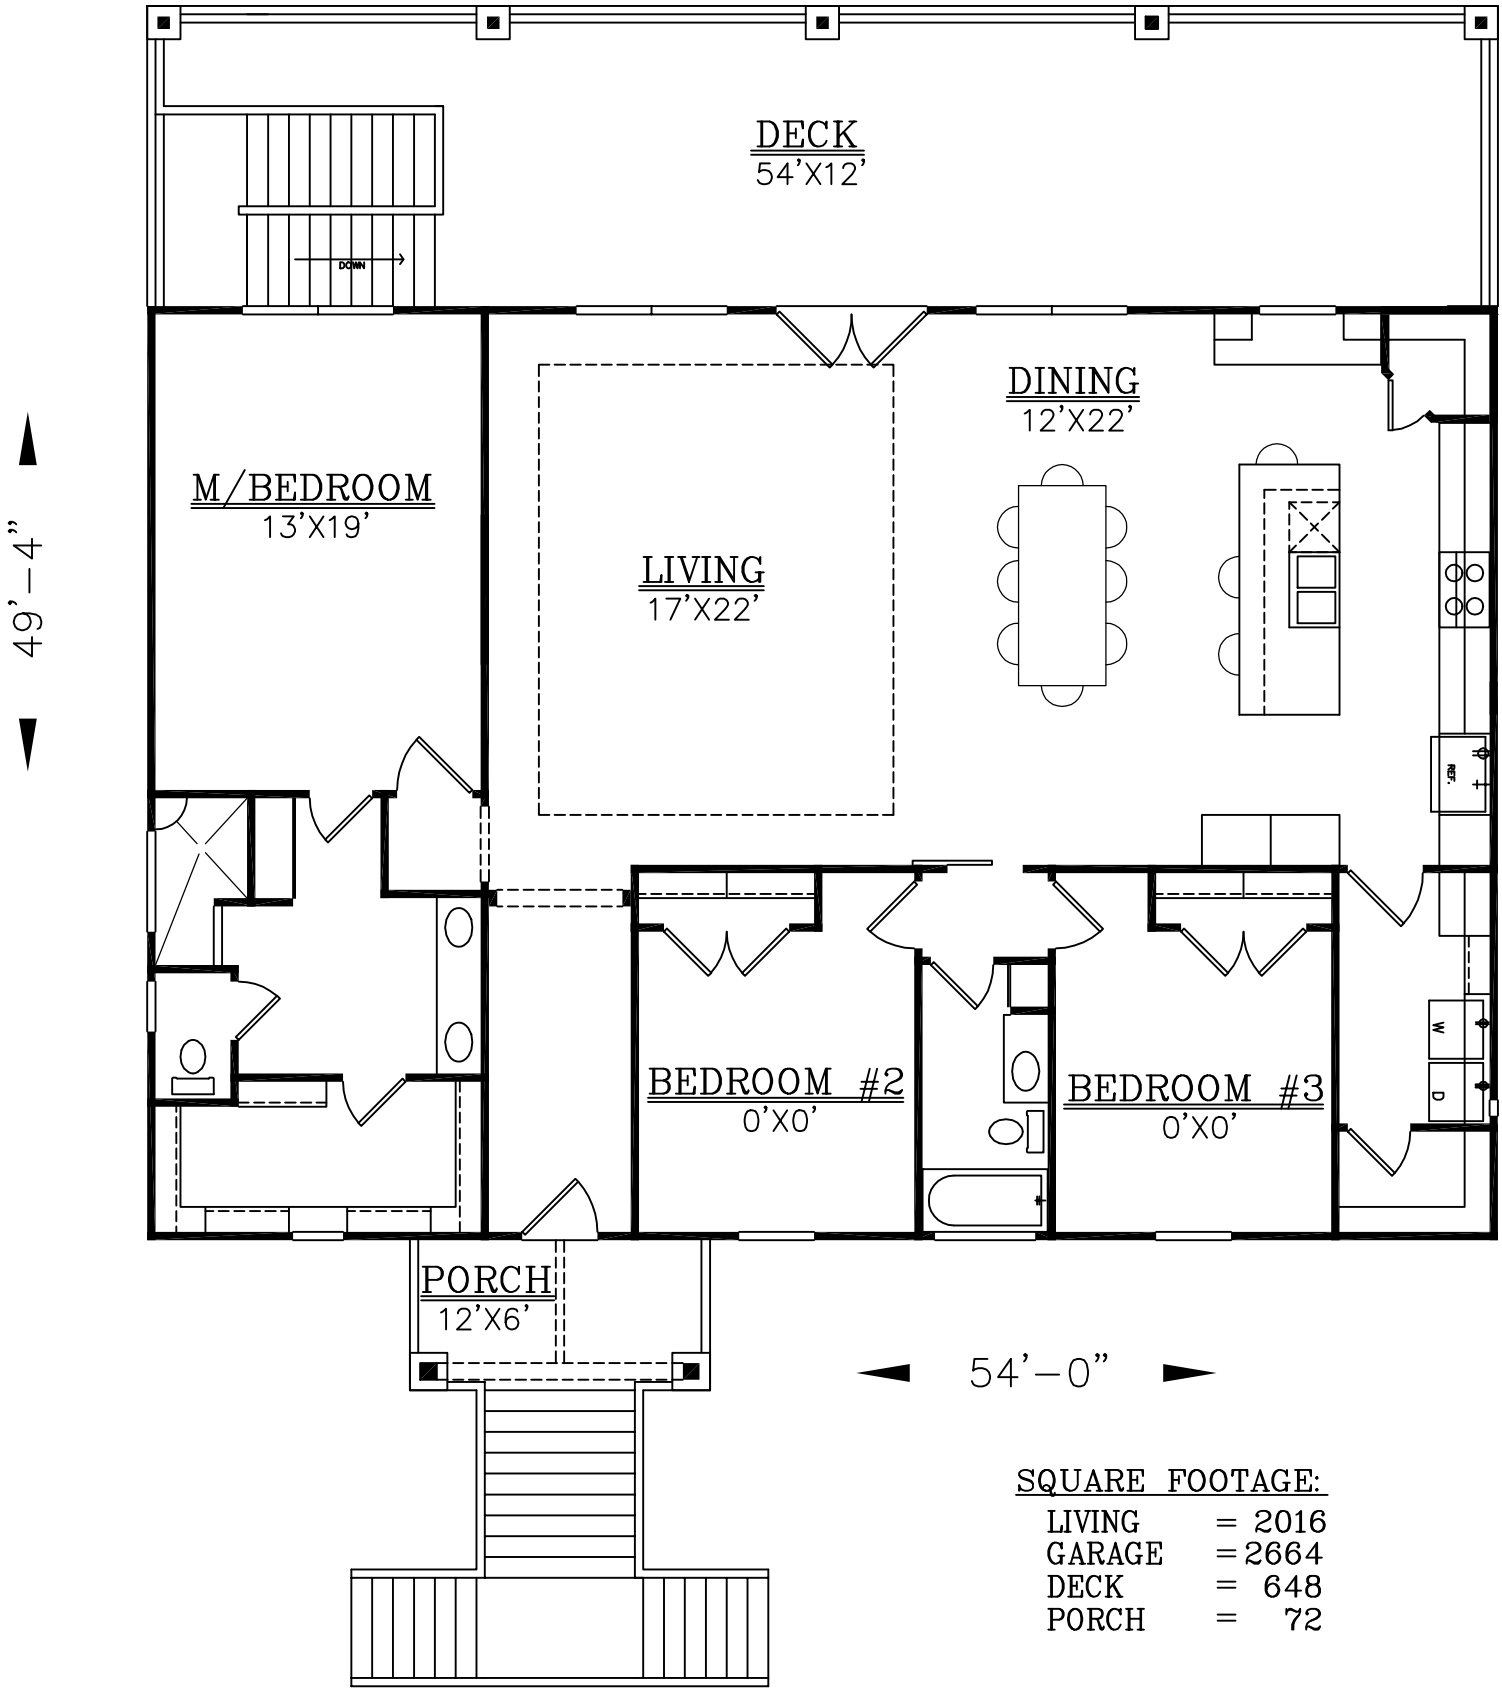 DECK
54'X12'
DOWN
DINING
12'X22'
M/BEDROOM
13'X19'
LIVING
17'X22'
49'-4"
REF.
W
D
BEDROOM #2
0'X0'
BEDROOM #3
0'X0'
PORCH
12'X6'
54'-0"
SQUARE FOOTAGE:
LIVING = 2016
GARAGE = 2664
DECK = 648
PORCH = 72